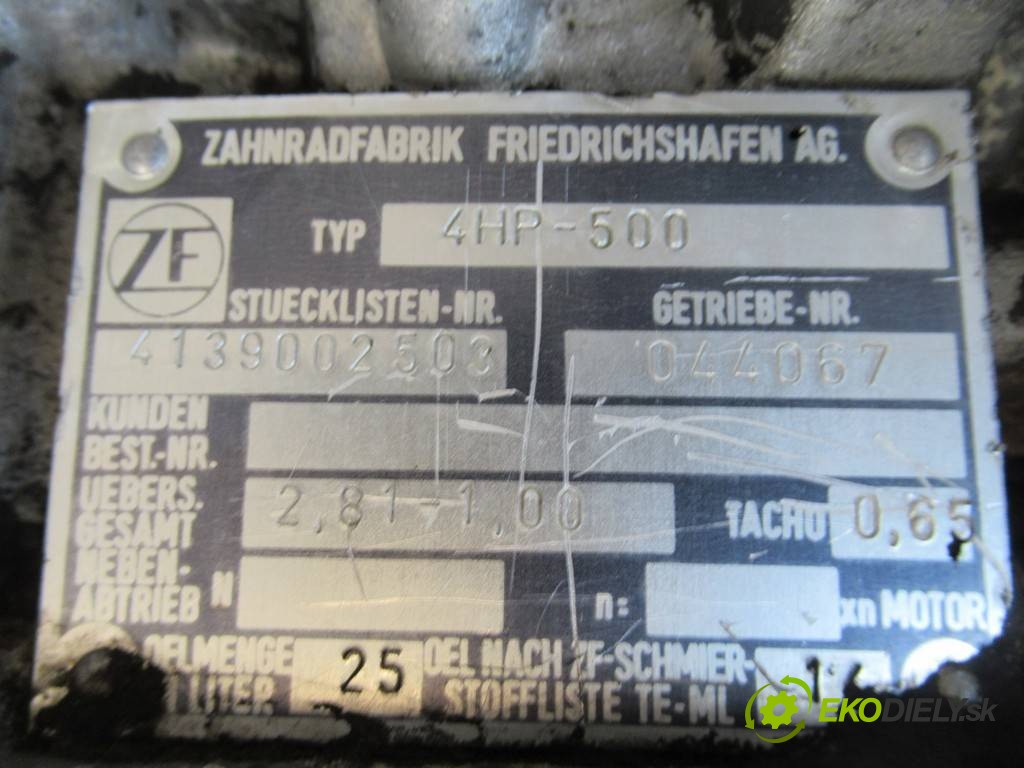 ZAHNRADFABRIK FRIEDRICHSHAFEN AG.
ZF
TYP 4HP-500
STUECKLISTEN-NR. GETRIEBE-NR.
4139002503 044067
KUNDEN
BEST.-NR.
UEBERS.
GESAMT 2,81-1,00 TACHO 0,65
NEBEN-
ABTRIEB N n: xn MOTOR
OELMENGE 25 OEL NACH ZF-SCHMIER-
LITER STOFFLISTE TE-ML
EKODIELY.sk